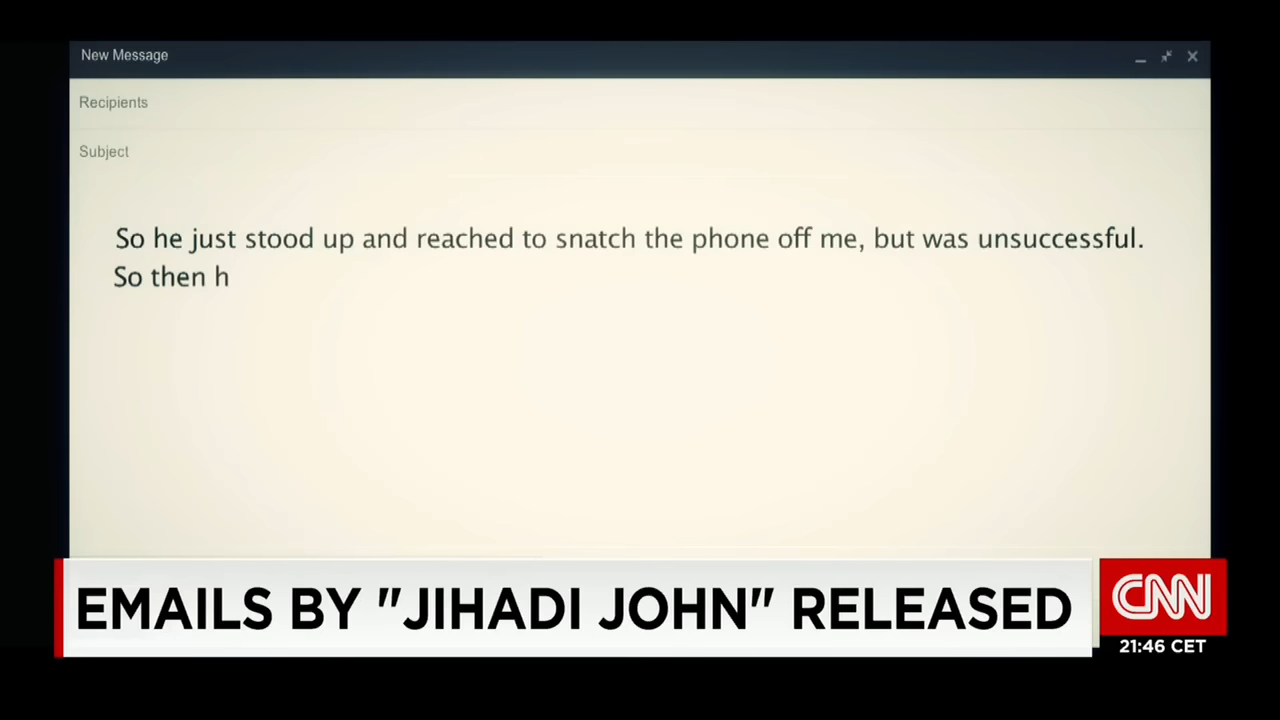 New Message
Recipients
Subject
So he just stood up and reached to snatch the phone off me, but was unsuccessful.
So then h
EMAILS BY "JIHADI JOHN" RELEASED
CNN
21:46 CET